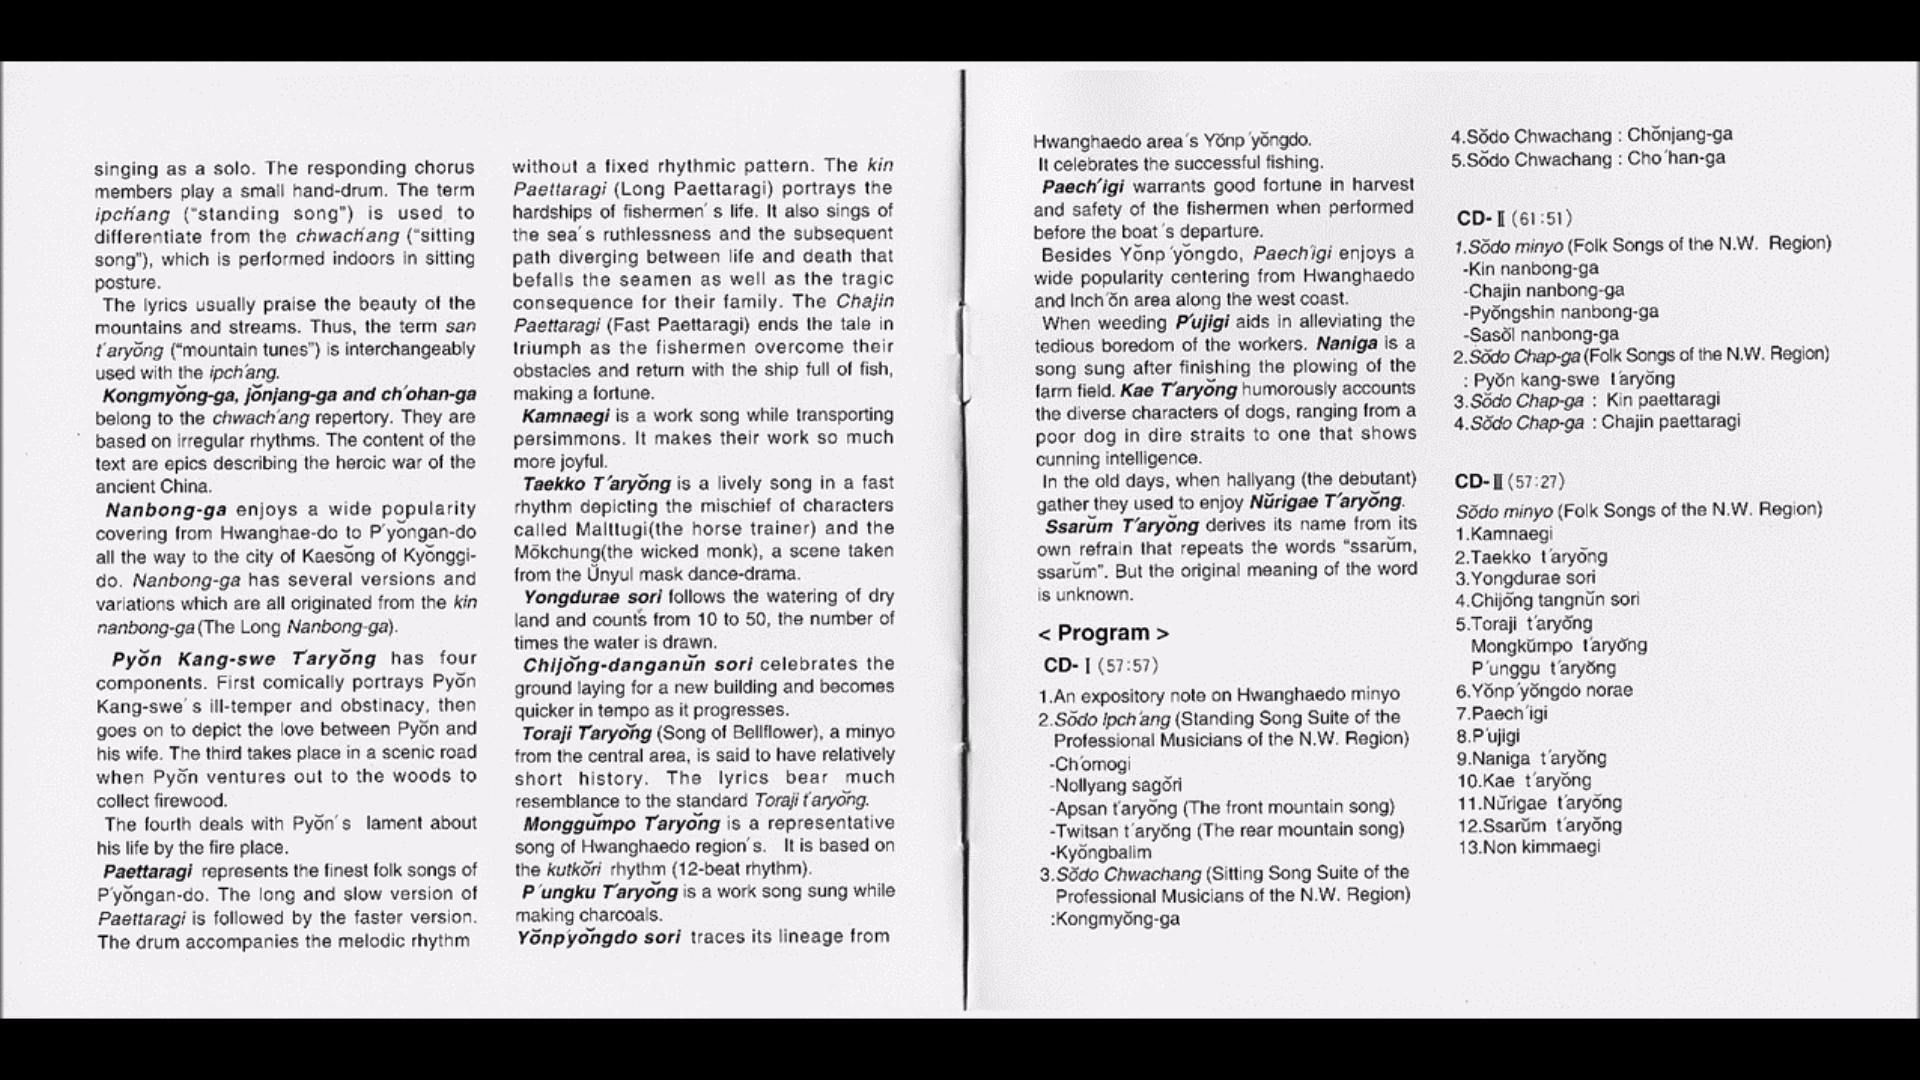 singing as a solo. The responding chorus
members play a small hand-drum. The term
ipch´ang (“standing song”) is used to
differentiate from the chwach´ang (“sitting
song”), which is performed indoors in sitting
posture.
The lyrics usually praise the beauty of the
mountains and streams. Thus, the term san
t´aryŏng (“mountain tunes”) is interchangeably
used with the ipch´ang.
Kongmyŏng-ga, jŏnjang-ga and ch´ohan-ga
belong to the chwach´ang repertory. They are
based on irregular rhythms. The content of the
text are epics describing the heroic war of the
ancient China.
Nanbong-ga enjoys a wide popularity
covering from Hwanghae-do to P´yŏngan-do
all the way to the city of Kaesŏng of Kyŏnggi-
do. Nanbong-ga has several versions and
variations which are all originated from the kin
nanbong-ga (The Long Nanbong-ga).
Pyŏn Kang-swe T´aryŏng has four
components. First comically portrays Pyŏn
Kang-swe´s ill-temper and obstinacy, then
goes on to depict the love between Pyŏn and
his wife. The third takes place in a scenic road
when Pyŏn ventures out to the woods to
collect firewood.
The fourth deals with Pyŏn´s lament about
his life by the fire place.
Paettaragi represents the finest folk songs of
P´yŏngan-do. The long and slow version of
Paettaragi is followed by the faster version.
The drum accompanies the melodic rhythm
without a fixed rhythmic pattern. The kin
Paettaragi (Long Paettaragi) portrays the
hardships of fishermen´s life. It also sings of
the sea´s ruthlessness and the subsequent
path diverging between life and death that
befalls the seamen as well as the tragic
consequence for their family. The Chajin
Paettaragi (Fast Paettaragi) ends the tale in
triumph as the fishermen overcome their
obstacles and return with the ship full of fish,
making a fortune.
Kamnaegi is a work song while transporting
persimmons. It makes their work so much
more joyful.
Taekko T´aryŏng is a lively song in a fast
rhythm depicting the mischief of characters
called Malttugi(the horse trainer) and the
Mŏkchung(the wicked monk), a scene taken
from the Ŭnyul mask dance-drama.
Yongdurae sori follows the watering of dry
land and counts from 10 to 50, the number of
times the water is drawn.
Chijŏng-danganŭn sori celebrates the
ground laying for a new building and becomes
quicker in tempo as it progresses.
Toraji T´aryŏng (Song of Bellflower), a minyo
from the central area, is said to have relatively
short history. The lyrics bear much
resemblance to the standard Toraji t´aryŏng.
Monggŭmpo T´aryŏng is a representative
song of Hwanghaedo region´s. It is based on
the kutkŏri rhythm (12-beat rhythm).
P´ungku T´aryŏng is a work song sung while
making charcoals.
Yŏnp´yŏngdo sori traces its lineage from
Hwanghaedo area´s Yŏnp´yŏngdo.
It celebrates the successful fishing.
Paech´igi warrants good fortune in harvest
and safety of the fishermen when performed
before the boat´s departure.
Besides Yŏnp´yŏngdo, Paech´igi enjoys a
wide popularity centering from Hwanghaedo
and Inch´ŏn area along the west coast.
When weeding P´ujigi aids in alleviating the
tedious boredom of the workers. Naniga is a
song sung after finishing the plowing of the
farm field. Kae T´aryŏng humorously accounts
the diverse characters of dogs, ranging from a
poor dog in dire straits to one that shows
cunning intelligence.
In the old days, when hallyang (the debutant)
gather they used to enjoy Nŭrigae T´aryŏng.
Ssarŭm T´aryŏng derives its name from its
own refrain that repeats the words “ssarŭm,
ssarŭm”. But the original meaning of the word
is unknown.
< Program >
CD-Ⅰ (57:57)
1.An expository note on Hwanghaedo minyo
2.Sŏdo Ipch´ang (Standing Song Suite of the
Professional Musicians of the N.W. Region)
-Ch´omogi
-Nollyang sagŏri
-Apsan t´aryŏng (The front mountain song)
-Twitsan t´aryŏng (The rear mountain song)
-Kyŏngbalim
3.Sŏdo Chwachang (Sitting Song Suite of the
Professional Musicians of the N.W. Region)
:Kongmyŏng-ga
4.Sŏdo Chwachang : Chŏnjang-ga
5.Sŏdo Chwachang : Cho´han-ga
CD-Ⅱ (61:51)
1.Sŏdo minyo (Folk Songs of the N.W. Region)
-Kin nanbong-ga
-Chajin nanbong-ga
-Pyŏngshin nanbong-ga
-Sasŏl nanbong-ga
2.Sŏdo Chap-ga (Folk Songs of the N.W. Region)
: Pyŏn kang-swe t´aryŏng
3.Sŏdo Chap-ga : Kin paettaragi
4.Sŏdo Chap-ga : Chajin paettaragi
CD-Ⅲ (57:27)
Sŏdo minyo (Folk Songs of the N.W. Region)
1.Kamnaegi
2.Taekko t´aryŏng
3.Yongdurae sori
4.Chijŏng tangnŭn sori
5.Toraji t´aryŏng
Mongkŭmpo t´aryŏng
P´unggu t´aryŏng
6.Yŏnp´yŏngdo norae
7.Paech´igi
8.P´ujigi
9.Naniga t´aryŏng
10.Kae t´aryŏng
11.Nŭrigae t´aryŏng
12.Ssarŭm t´aryŏng
13.Non kimmaegi